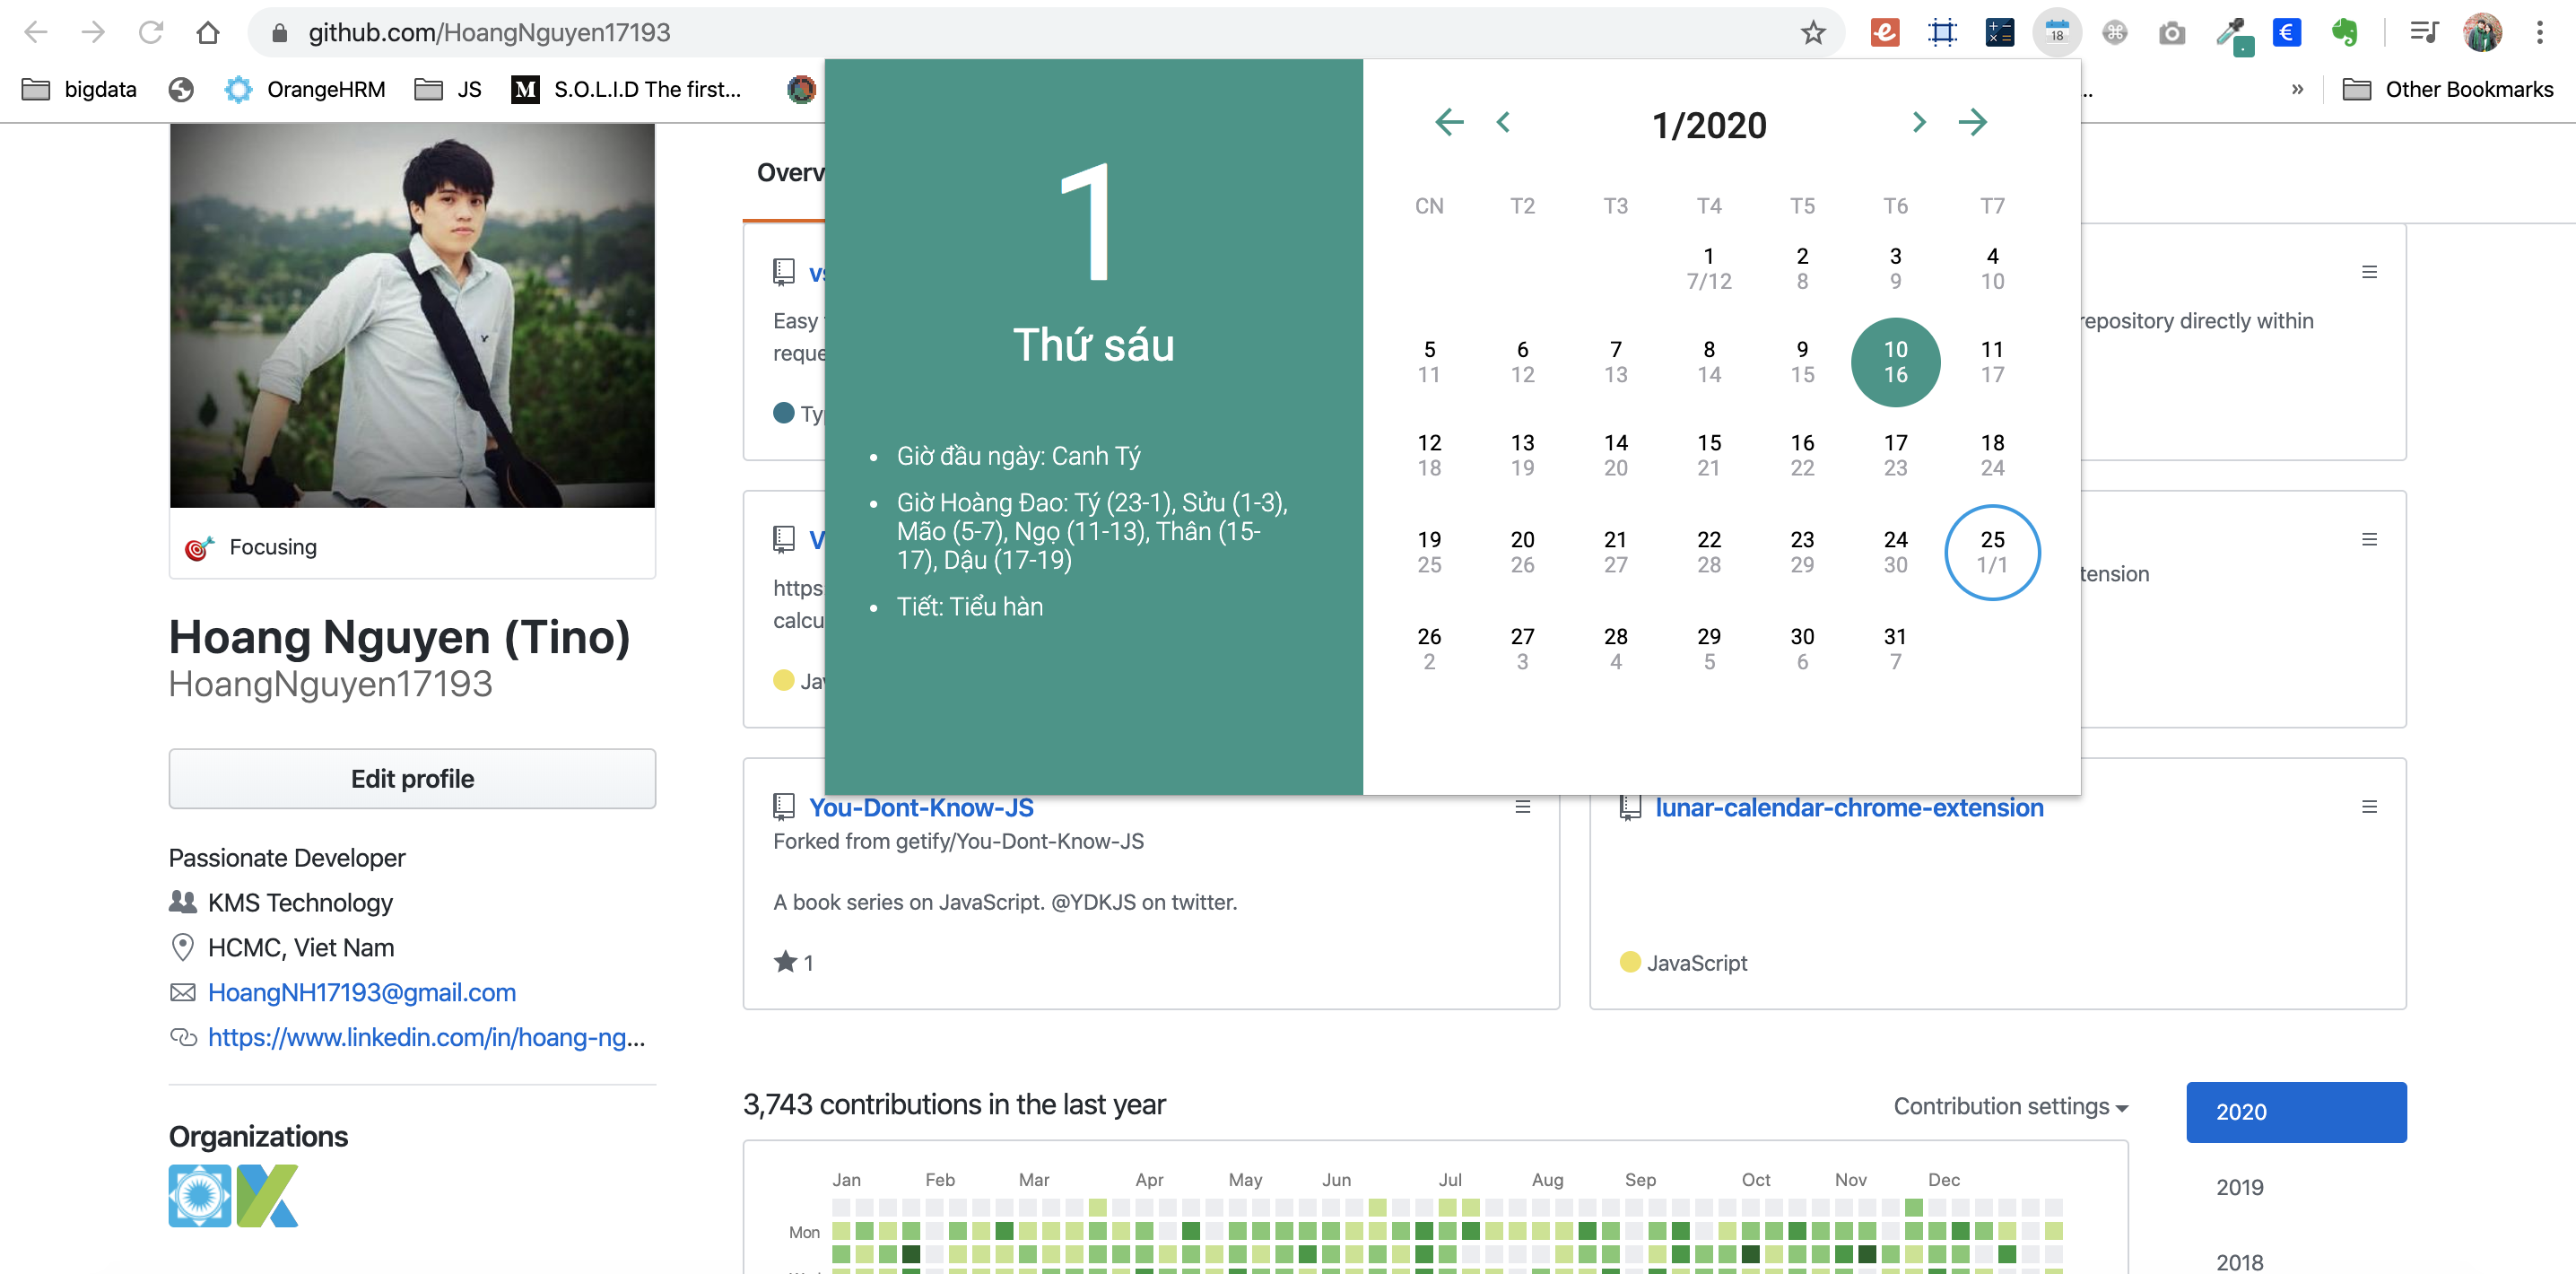 github.com/HoangNguyen17193
18
bigdata
OrangeHRM
JS
S.O.L.I.D The first...
..
»
Other Bookmarks
Focusing
Hoang Nguyen (Tino)
HoangNguyen17193
Edit profile
Passionate Developer
KMS Technology
HCMC, Viet Nam
HoangNH17193@gmail.com
https://www.linkedin.com/in/hoang-ng...
Organizations
Overv
Easy
reque
https
calcu
1
Thứ sáu
• Giờ đầu ngày: Canh Tý
• Giờ Hoàng Đao: Tý (23-1), Sửu (1-3),
Mão (5-7), Ngọ (11-13), Thân (15-
17), Dậu (17-19)
• Tiết: Tiểu hàn
1/2020
CN T2 T3 T4 T5 T6 T7
1 2 3 4
7/12 8 9 10
5 6 7 8 9 10 11
11 12 13 14 15 16 17
12 13 14 15 16 17 18
18 19 20 21 22 23 24
19 20 21 22 23 24 25
25 26 27 28 29 30 1/1
26 27 28 29 30 31
2 3 4 5 6 7
repository directly within
tension
You-Dont-Know-JS
Forked from getify/You-Dont-Know-JS
A book series on JavaScript. @YDKJS on twitter.
1
lunar-calendar-chrome-extension
JavaScript
3,743 contributions in the last year
Contribution settings
2020
2019
2018
Jan Feb Mar Apr May Jun Jul Aug Sep Oct Nov Dec
Mon